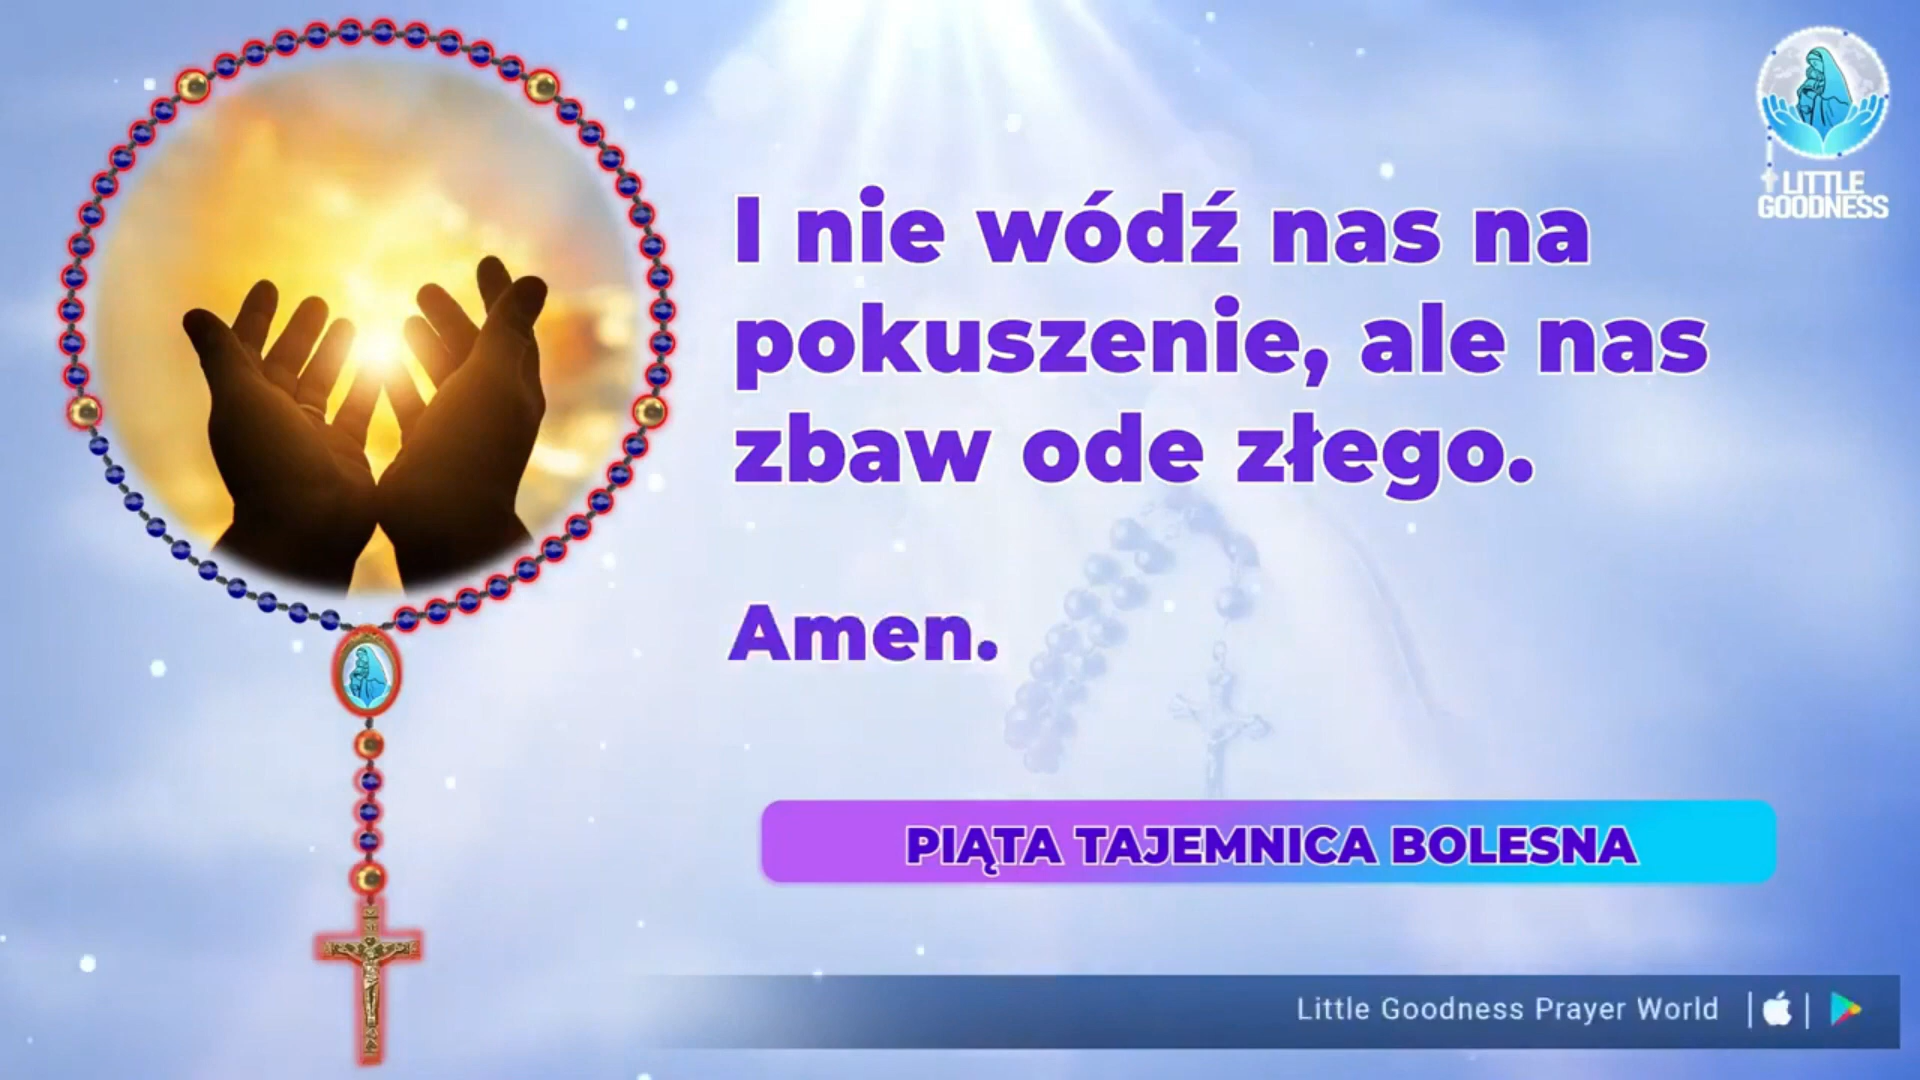 I nie wódź nas na
pokuszenie, ale nas
zbaw ode złego.
Amen.
PIĄTA TAJEMNICA BOLESNA
LITTLE
GOODNESS
Little Goodness Prayer World